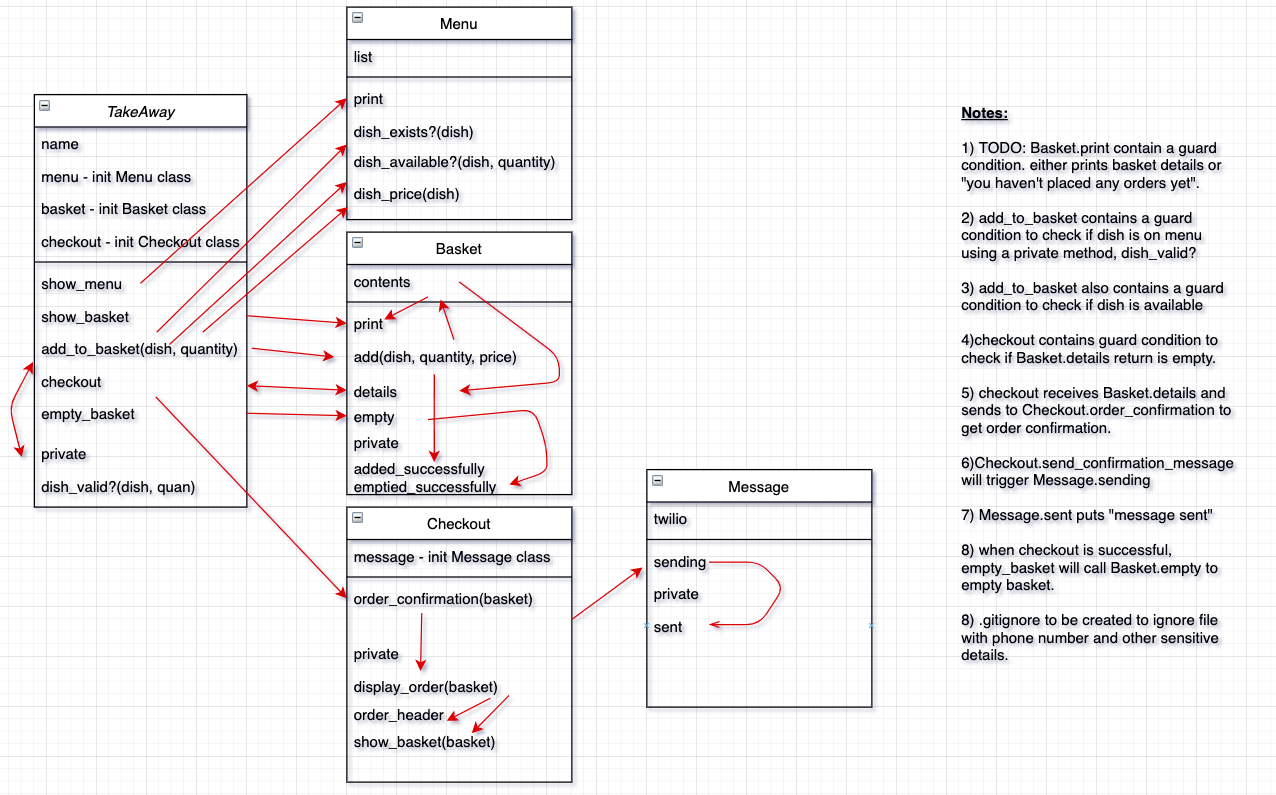 Menu
list
print
dish_exists?(dish)
dish_available?(dish, quantity)
dish_price(dish)
TakeAway
name
menu - init Menu class
basket - init Basket class
checkout - init Checkout class
show_menu
show_basket
add_to_basket(dish, quantity)
checkout
empty_basket
private
dish_valid?(dish, quan)
Basket
contents
print
add(dish, quantity, price)
details
empty
private
added_successfully
emptied_successfully
Checkout
message - init Message class
order_confirmation(basket)
private
display_order(basket)
order_header
show_basket(basket)
Message
twilio
sending
private
sent
Notes:
1) TODO: Basket.print contain a guard
condition. either prints basket details or
"you haven't placed any orders yet".
2) add_to_basket contains a guard
condition to check if dish is on menu
using a private method, dish_valid?
3) add_to_basket also contains a guard
condition to check if dish is available
4)checkout contains guard condition to
check if Basket.details return is empty.
5) checkout receives Basket.details and
sends to Checkout.order_confirmation to
get order confirmation.
6)Checkout.send_confirmation_message
will trigger Message.sending
7) Message.sent puts "message sent"
8) when checkout is successful,
empty_basket will call Basket.empty to
empty basket.
8) .gitignore to be created to ignore file
with phone number and other sensitive
details.